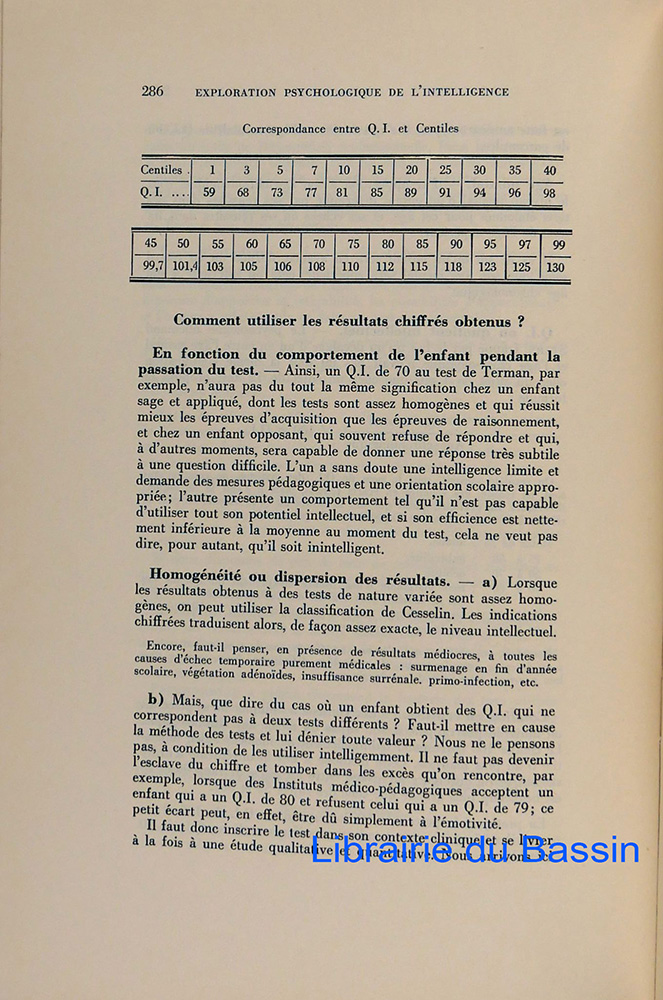 286 EXPLORATION PSYCHOLOGIQUE DE L'INTELLIGENCE
Correspondance entre Q. I. et Centiles
Centiles . 1 3 5 7 10 15 20 25 30 35 40
Q. I. .... 59 68 73 77 81 85 89 91 94 96 98
45 50 55 60 65 70 75 80 85 90 95 97 99
99,7 101,4 103 105 106 108 110 112 115 118 123 125 130
Comment utiliser les résultats chiffrés obtenus ?
En fonction du comportement de l'enfant pendant la
passation du test. — Ainsi, un Q.I. de 70 au test de Terman, par
exemple, n'aura pas du tout la même signification chez un enfant
sage et appliqué, dont les tests sont assez homogènes et qui réussit
mieux les épreuves d'acquisition que les épreuves de raisonnement,
et chez un enfant opposant, qui souvent refuse de répondre et qui,
à d'autres moments, sera capable de donner une réponse très subtile
à une question difficile. L'un a sans doute une intelligence limite et
demande des mesures pédagogiques et une orientation scolaire appro-
priée; l'autre présente un comportement tel qu'il n'est pas capable
d'utiliser tout son potentiel intellectuel, et si son efficience est nette-
ment inférieure à la moyenne au moment du test, cela ne veut pas
dire, pour autant, qu'il soit inintelligent.
Homogénéité ou dispersion des résultats. — a) Lorsque
les résultats obtenus à des tests de nature variée sont assez homo-
gènes, on peut utiliser la classification de Cesselin. Les indications
chiffrées traduisent alors, de façon assez exacte, le niveau intellectuel.
Encore, faut-il penser, en présence de résultats médiocres, à toutes les
causes d'échec temporaire purement médicales : surmenage en fin d'année
scolaire, végétation adénoïdes, insuffisance surrénale. primo-infection, etc.
b) Mais, que dire du cas où un enfant obtient des Q.I. qui ne
correspondent pas à deux tests différents ? Faut-il mettre en cause
la méthode des tests et lui dénier toute valeur ? Nous ne le pensons
pas, à condition de les utiliser intelligemment. Il ne faut pas devenir
l'esclave du chiffre et tomber dans les excès qu'on rencontre, par
exemple, lorsque des Instituts médico-pédagogiques acceptent un
enfant qui a un Q.I. de 80 et refusent celui qui a un Q.I. de 79; ce
petit écart peut, en effet, être dû simplement à l'émotivité.
Il faut donc inscrire le test dans son contexte clinique et se livrer
à la fois à une étude qualitative et quantitative. Nous arrivons ici
Librairie du Bassin